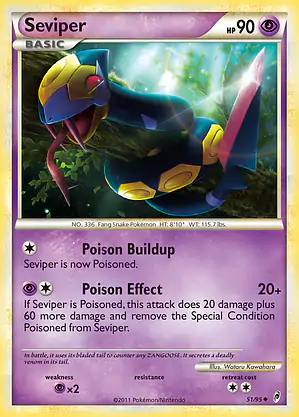 Seviper HP 90
BASIC
NO. 336 Fang Snake Pokémon HT: 8'10" WT: 115.7 lbs.
Poison Buildup
Seviper is now Poisoned.
Poison Effect 20+
If Seviper is Poisoned, this attack does 20 damage plus
60 more damage and remove the Special Condition
Poisoned from Seviper.
In battle, it uses its bladed tail to counter any ZANGOOSE. It secretes a deadly
venom in its tail.
Illus. Wataru Kawahara
weakness resistance retreat cost
×2
51/95
©2011 Pokémon/Nintendo